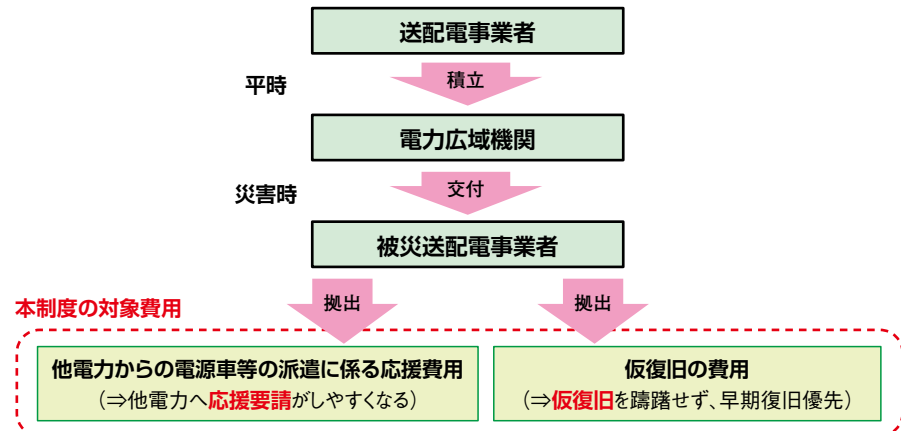 送配電事業者
平時
積立
電力広域機関
災害時
交付
被災送配電事業者
拠出
拠出
本制度の対象費用
他電力からの電源車等の派遣に係る応援費用
（⇒他電力へ応援要請がしやすくなる）
仮復旧の費用
（⇒仮復旧を躊躇せず、早期復旧優先）